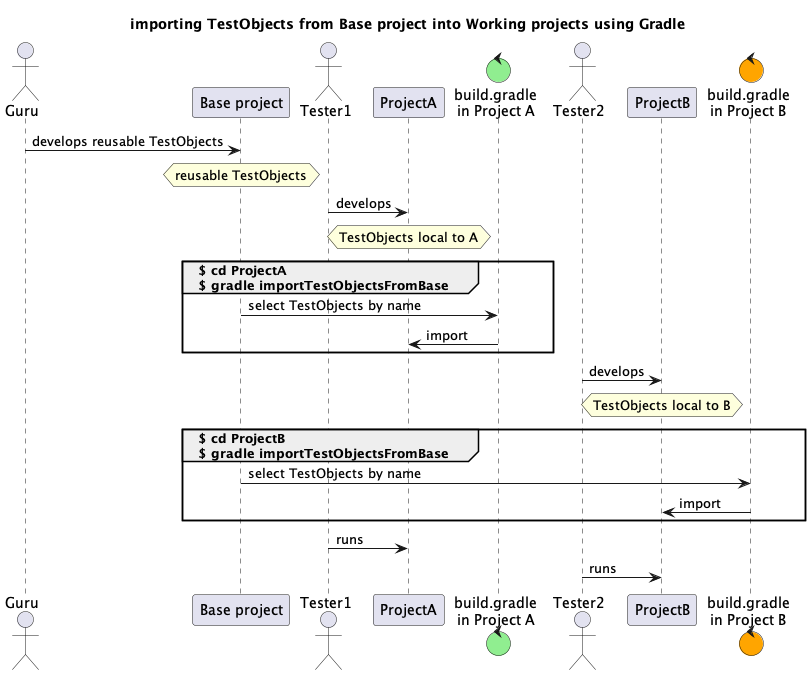 importing TestObjects from Base project into Working projects using Gradle
Guru
Base project
Tester1
ProjectA
build.gradle
in Project A
Tester2
ProjectB
build.gradle
in Project B
develops reusable TestObjects
reusable TestObjects
develops
TestObjects local to A
$ cd ProjectA
$ gradle importTestObjectsFromBase
select TestObjects by name
import
develops
TestObjects local to B
$ cd ProjectB
$ gradle importTestObjectsFromBase
select TestObjects by name
import
runs
runs
Guru
Base project
Tester1
ProjectA
build.gradle
in Project A
Tester2
ProjectB
build.gradle
in Project B